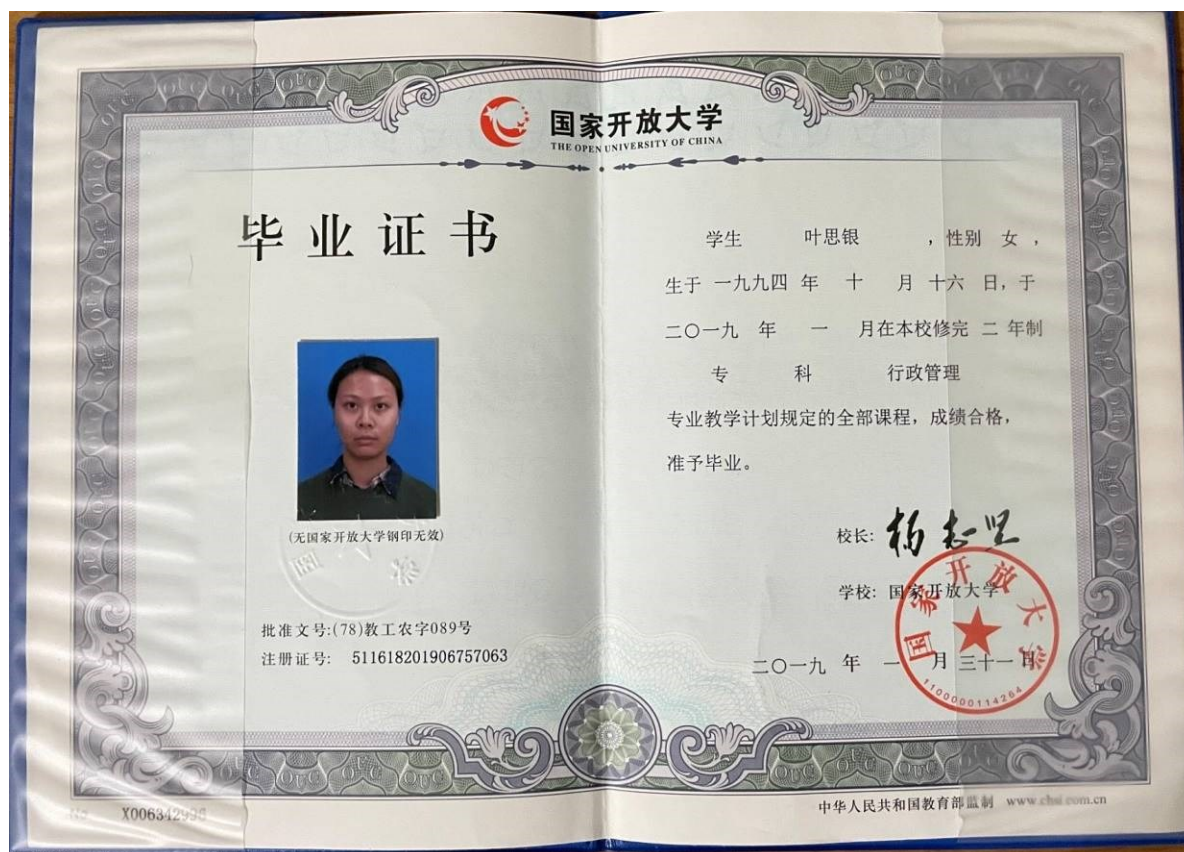 国家开放大学
THE OPEN UNIVERSITY OF CHINA
毕业证书
(无国家开放大学钢印无效)
批准文号:(78)教工农字089号
注册证号: 511618201906757063
No X006342996
学生 叶思银 ，性别 女 ，
生于 一九九四 年 十 月 十六 日，于
二〇一九 年 一 月在本校修完 二 年制
专 科 行政管理
专业教学计划规定的全部课程，成绩合格，
准予毕业。
校长:
学校: 国家开放大学
二〇一九 年 一 月 三十一 日
国家开放大学
1100000114264
中华人民共和国教育部监制 www.chsi.com.cn